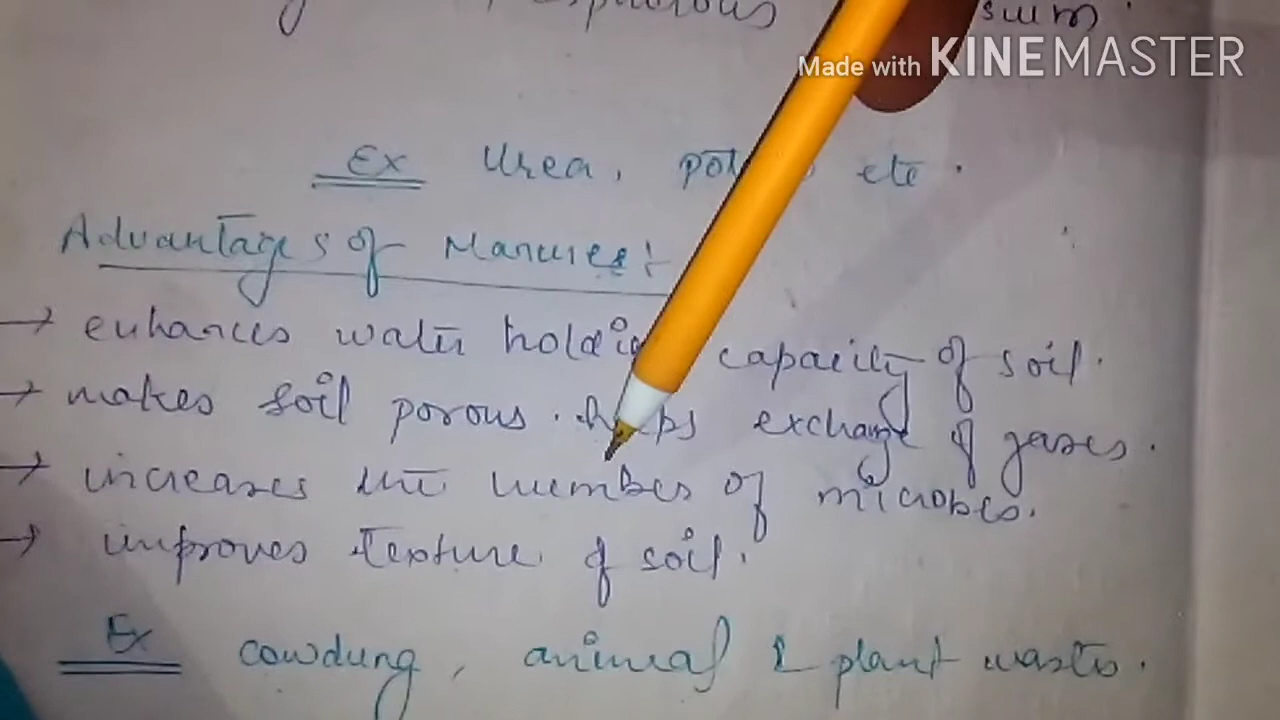 Made with KINEMASTER
Ex Urea, etc.
Advantages of Manures:
→ enhances water holding capacity of soil.
→ makes soil porous. helps exchange of gases.
→ increases the number of microbes.
→ improves texture of soil.
Ex cowdung, animal & plant wastes.